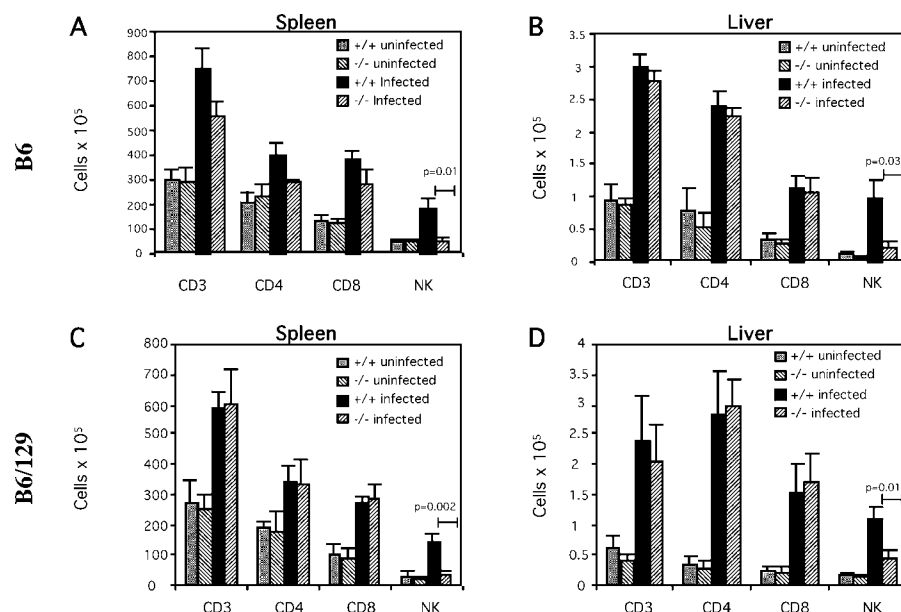 A Spleen
Cells x 10⁵
900
800
700
600
500
400
300
200
100
0
+/+ uninfected
-/- uninfected
+/+ Infected
-/- Infected
p=0.01
CD3 CD4 CD8 NK
B Liver
Cells x 10⁵
3.5
3
2.5
2
1.5
1
0.5
0
+/+ uninfected
-/- uninfected
+/+ infected
-/- infected
p=0.03
CD3 CD4 CD8 NK
B6
C Spleen
Cells x 10⁵
800
700
600
500
400
300
200
100
0
+/+ uninfected
-/- uninfected
+/+ infected
-/- infected
p=0.002
CD3 CD4 CD8 NK
D Liver
Cells x 10⁵
4
3.5
3
2.5
2
1.5
1
0.5
0
+/+ uninfected
-/- uninfected
+/+ infected
-/- infected
p=0.01
CD3 CD4 CD8 NK
B6/129